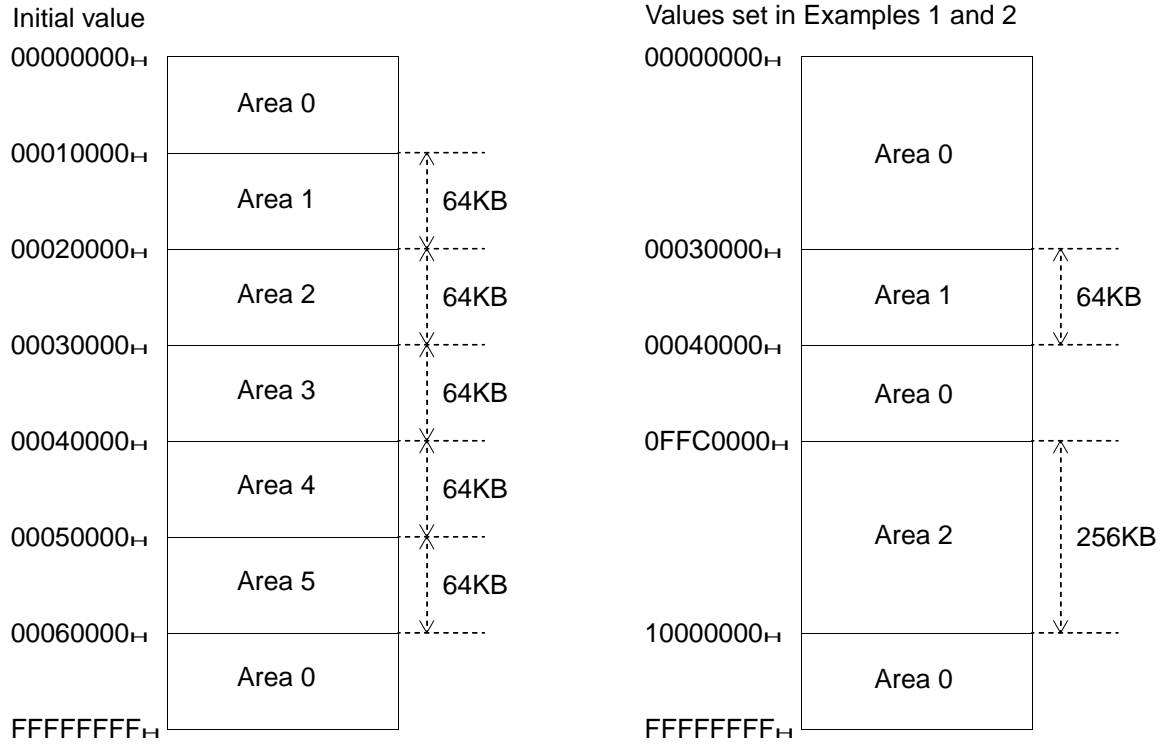 Initial value
00000000H
Area 0
00010000H
Area 1
64KB
00020000H
Area 2
64KB
00030000H
Area 3
64KB
00040000H
Area 4
64KB
00050000H
Area 5
64KB
00060000H
Area 0
FFFFFFFFH
Values set in Examples 1 and 2
00000000H
Area 0
00030000H
Area 1
64KB
00040000H
Area 0
0FFC0000H
Area 2
256KB
10000000H
Area 0
FFFFFFFFH